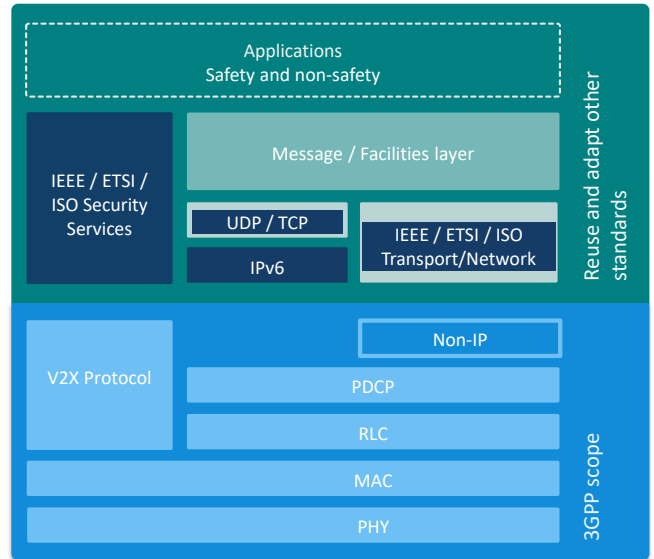 Applications
Safety and non-safety
Message / Facilities layer
IEEE / ETSI /
ISO Security
Services
UDP / TCP
IPv6
IEEE / ETSI / ISO
Transport/Network
Reuse and adapt other
standards
Non-IP
V2X Protocol
PDCP
RLC
MAC
PHY
3GPP scope